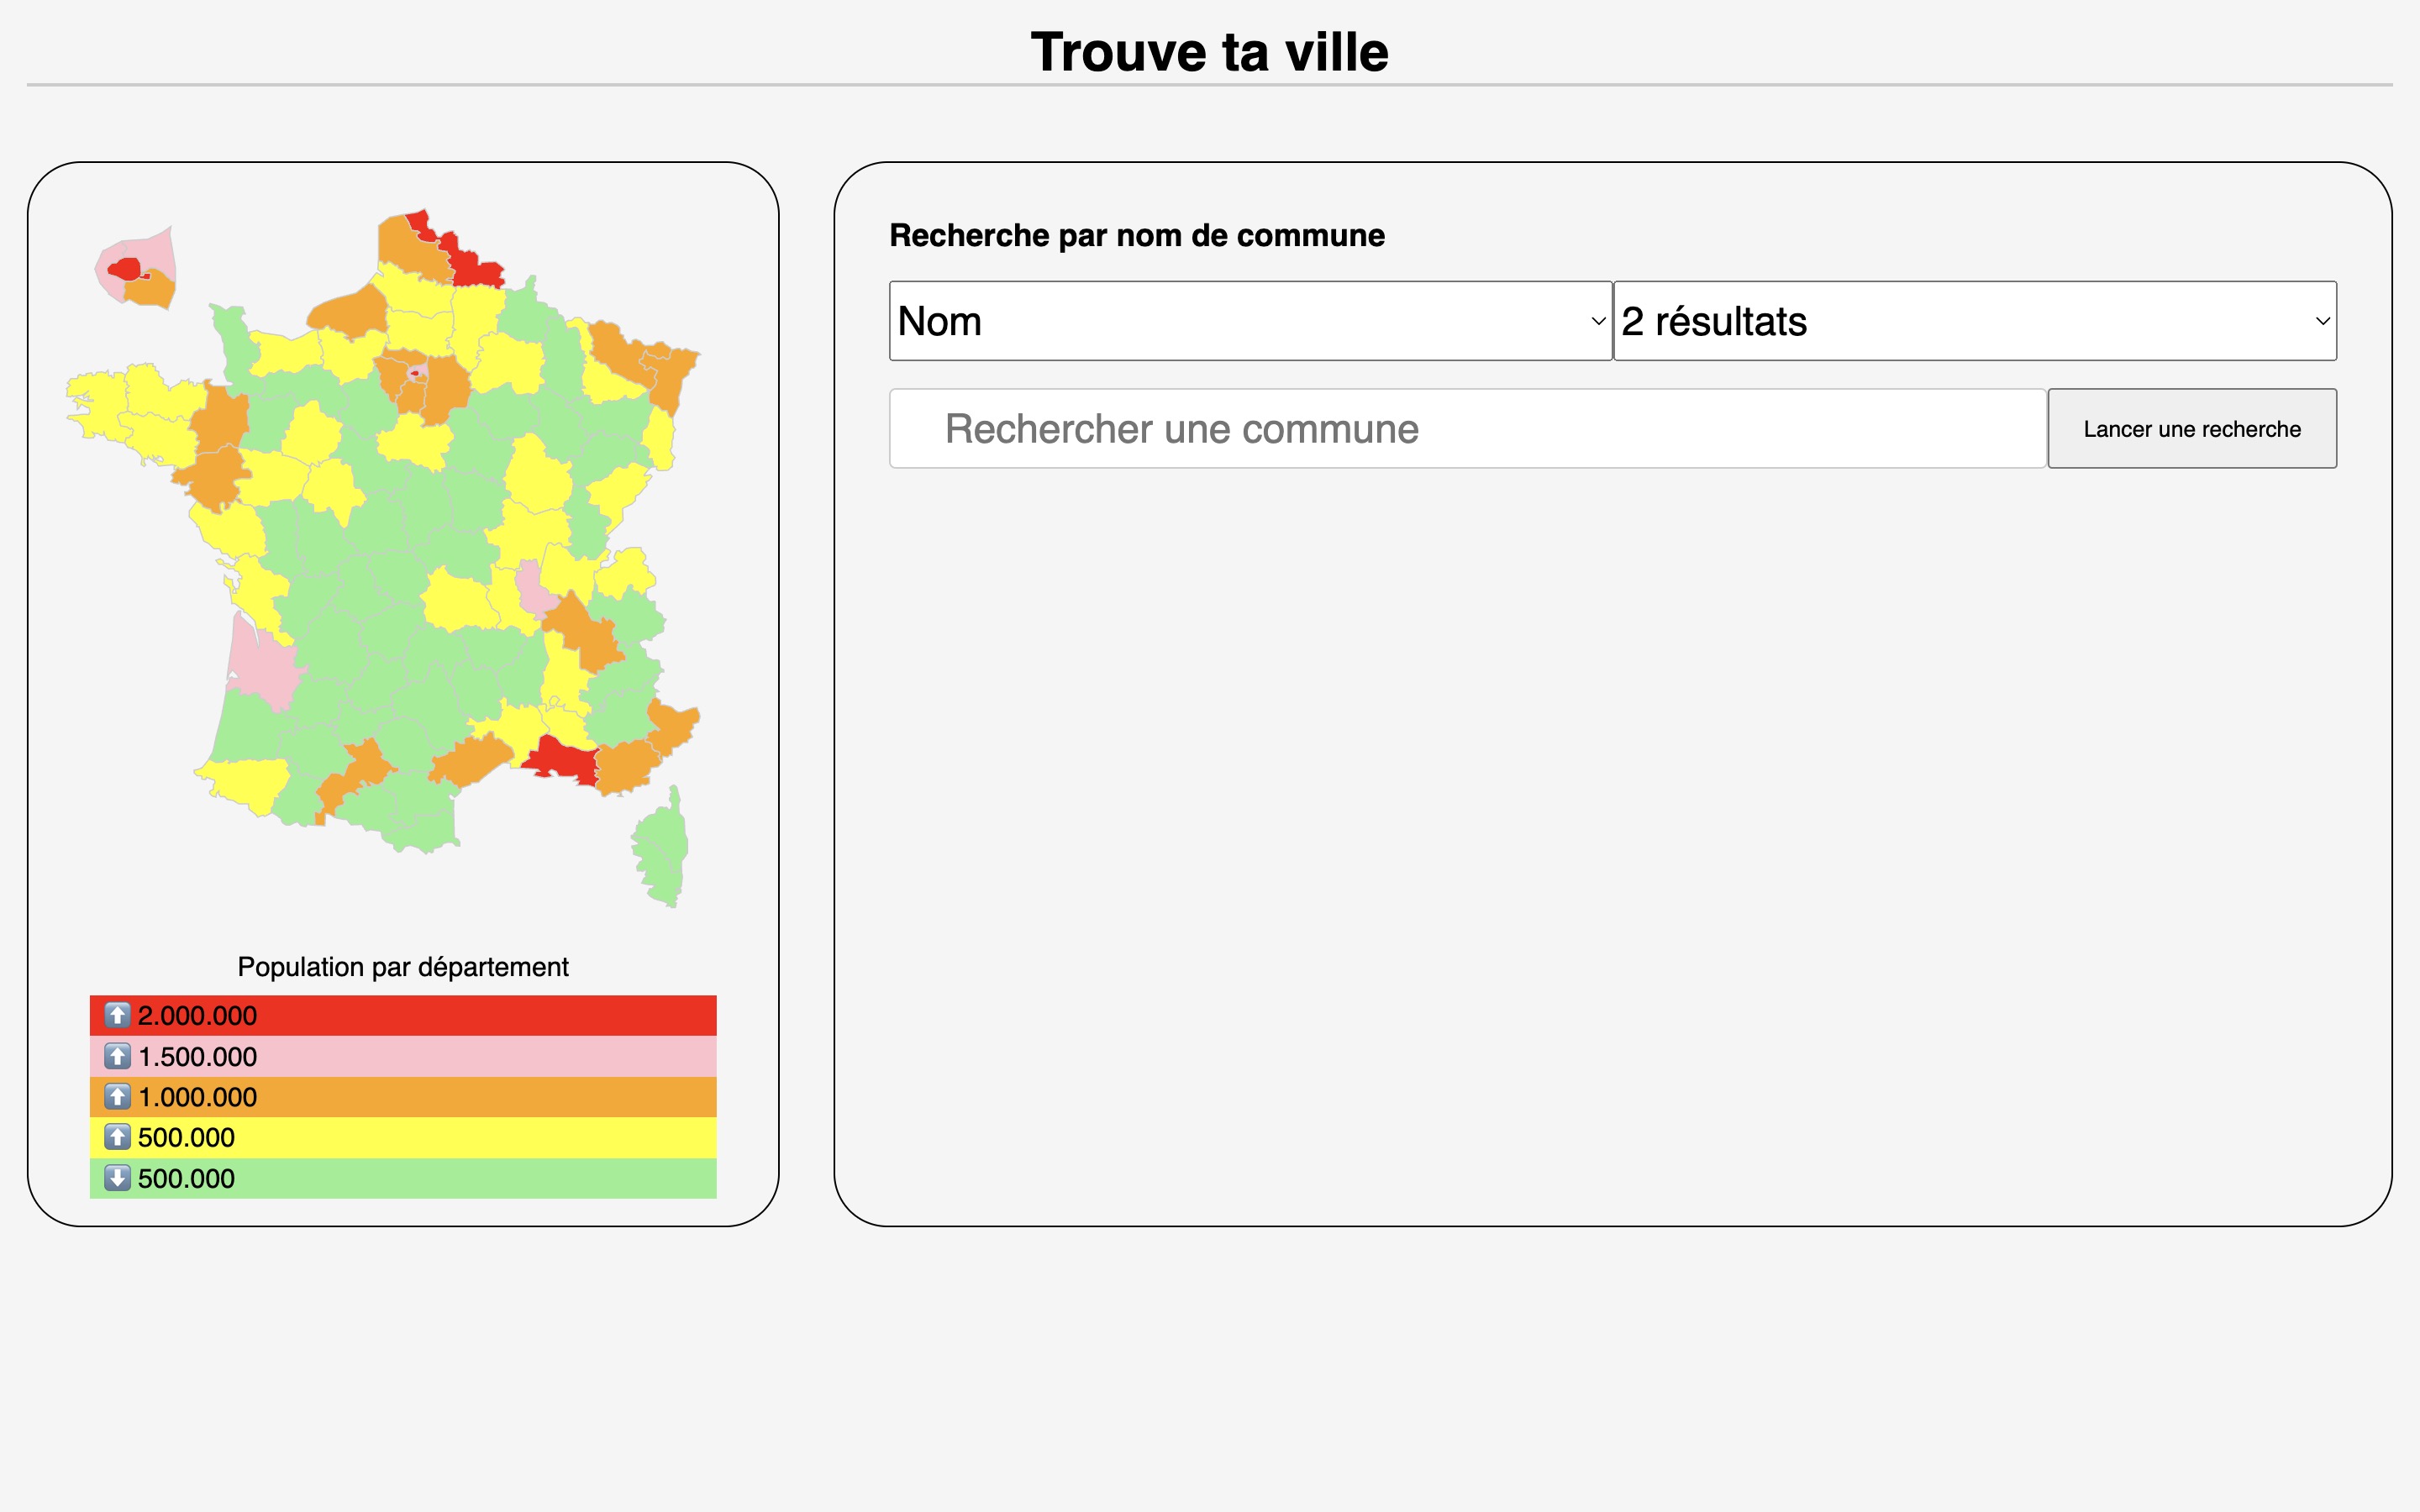 Trouve ta ville
Recherche par nom de commune
Nom
2 résultats
Rechercher une commune
Lancer une recherche
Population par département
⬆️ 2.000.000
⬆️ 1.500.000
⬆️ 1.000.000
⬆️ 500.000
⬇️ 500.000